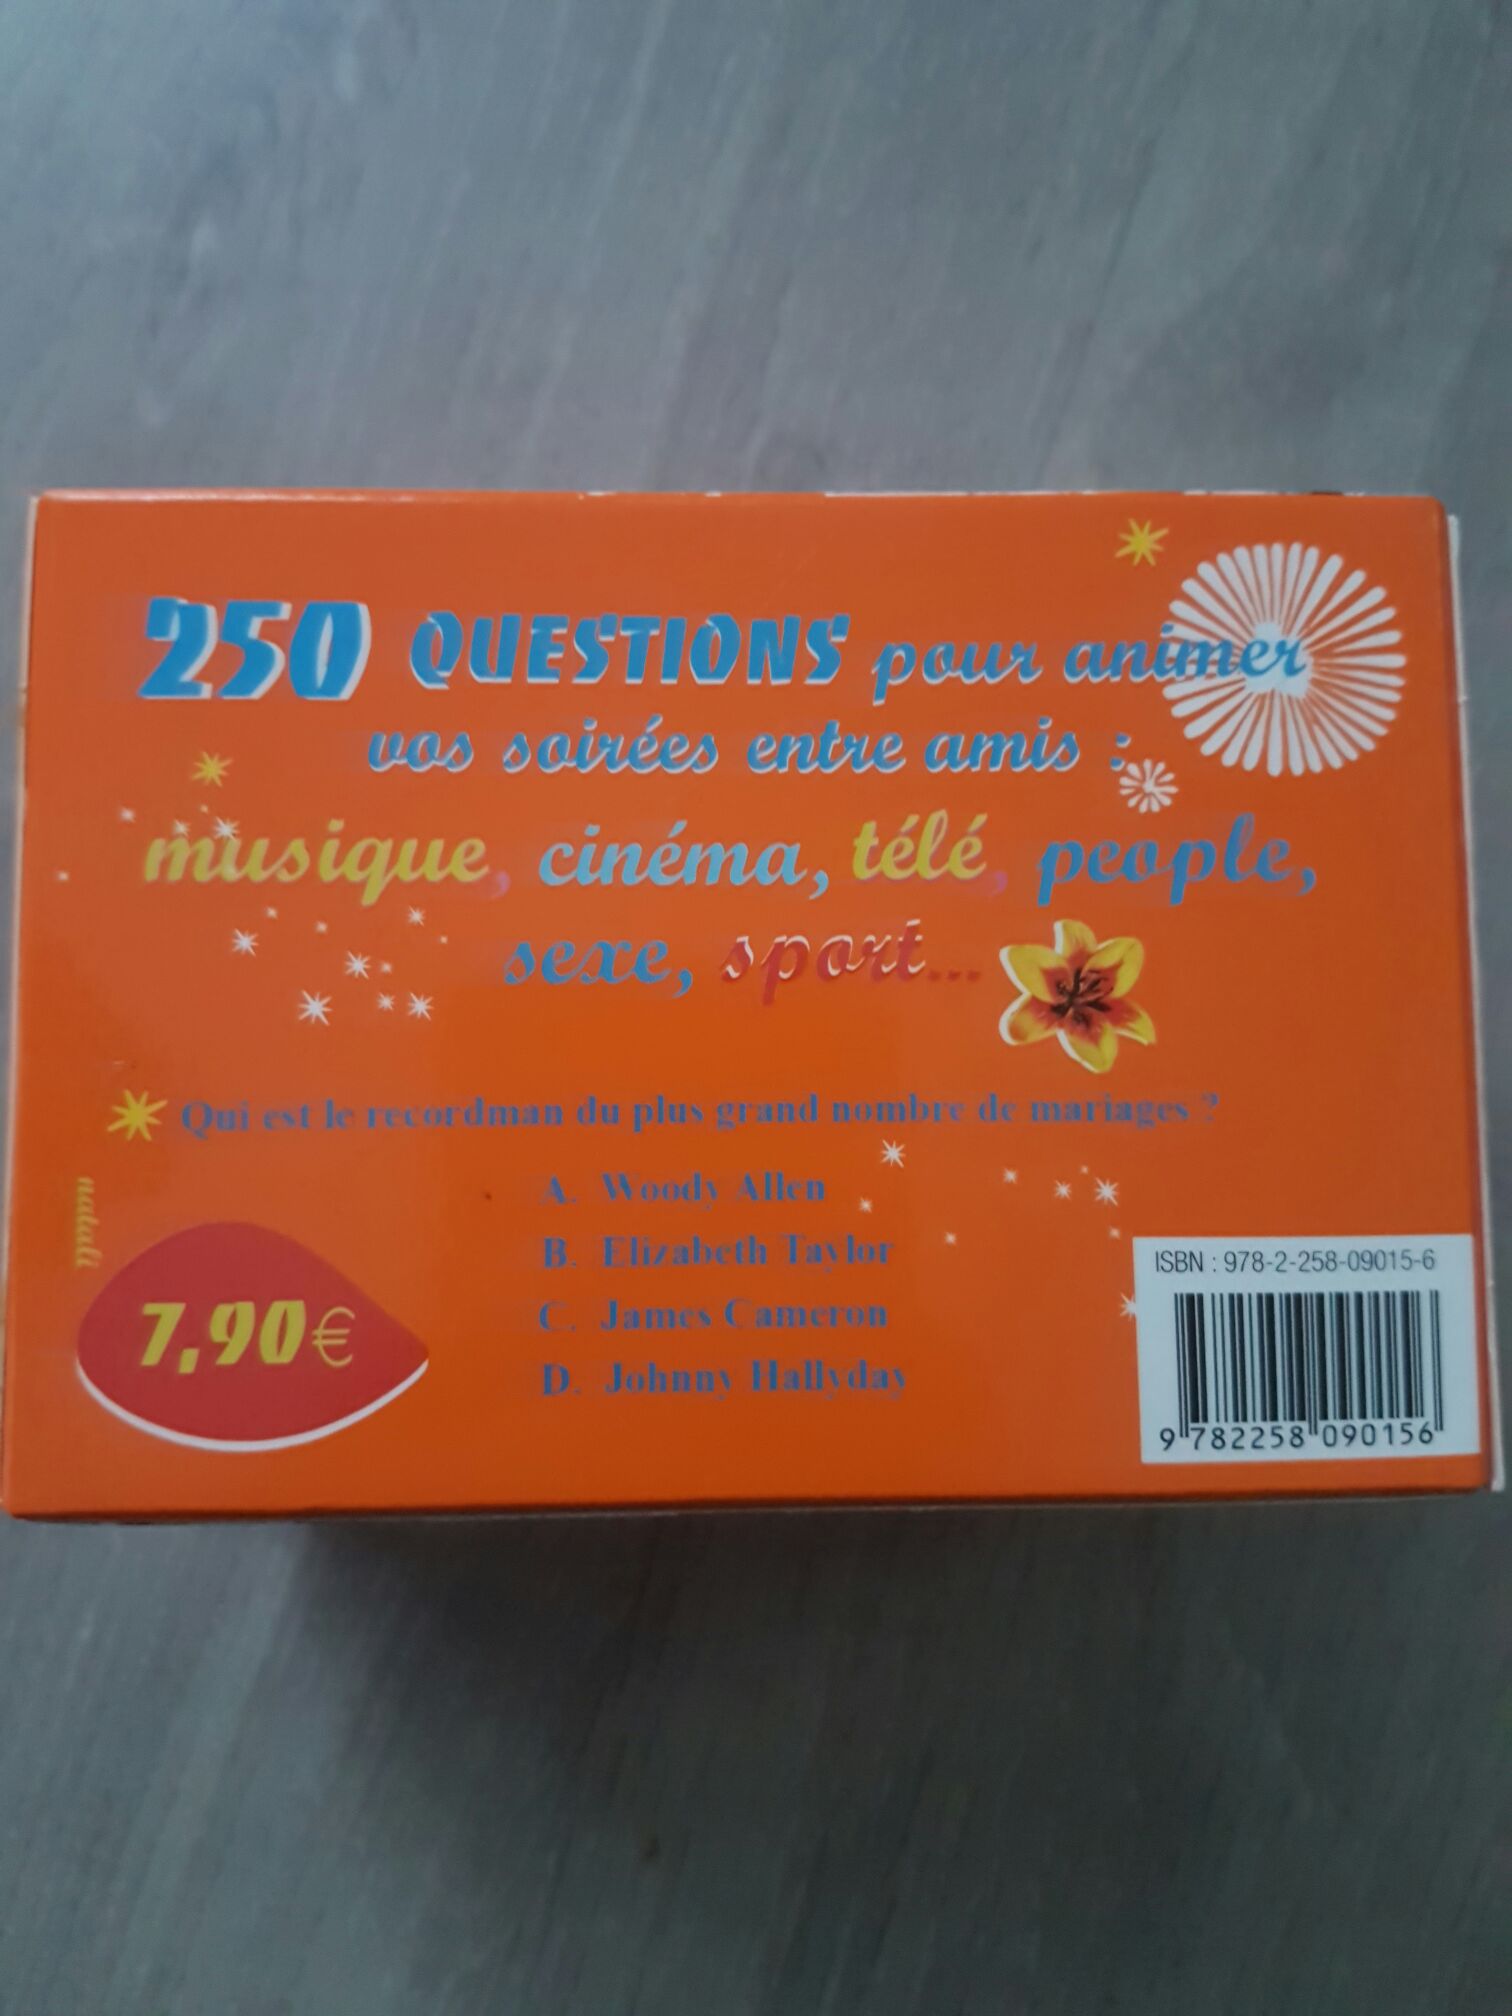 250 QUESTIONS pour animer
vos soirées entre amis :
musique, cinéma, télé, people,
sexe, sport...
Qui est le recordman du plus grand nombre de mariages ?
A. Woody Allen
B. Elizabeth Taylor
C. James Cameron
D. Johnny Hallyday
natali
7,90€
ISBN : 978-2-258-09015-6
9 782258 090156